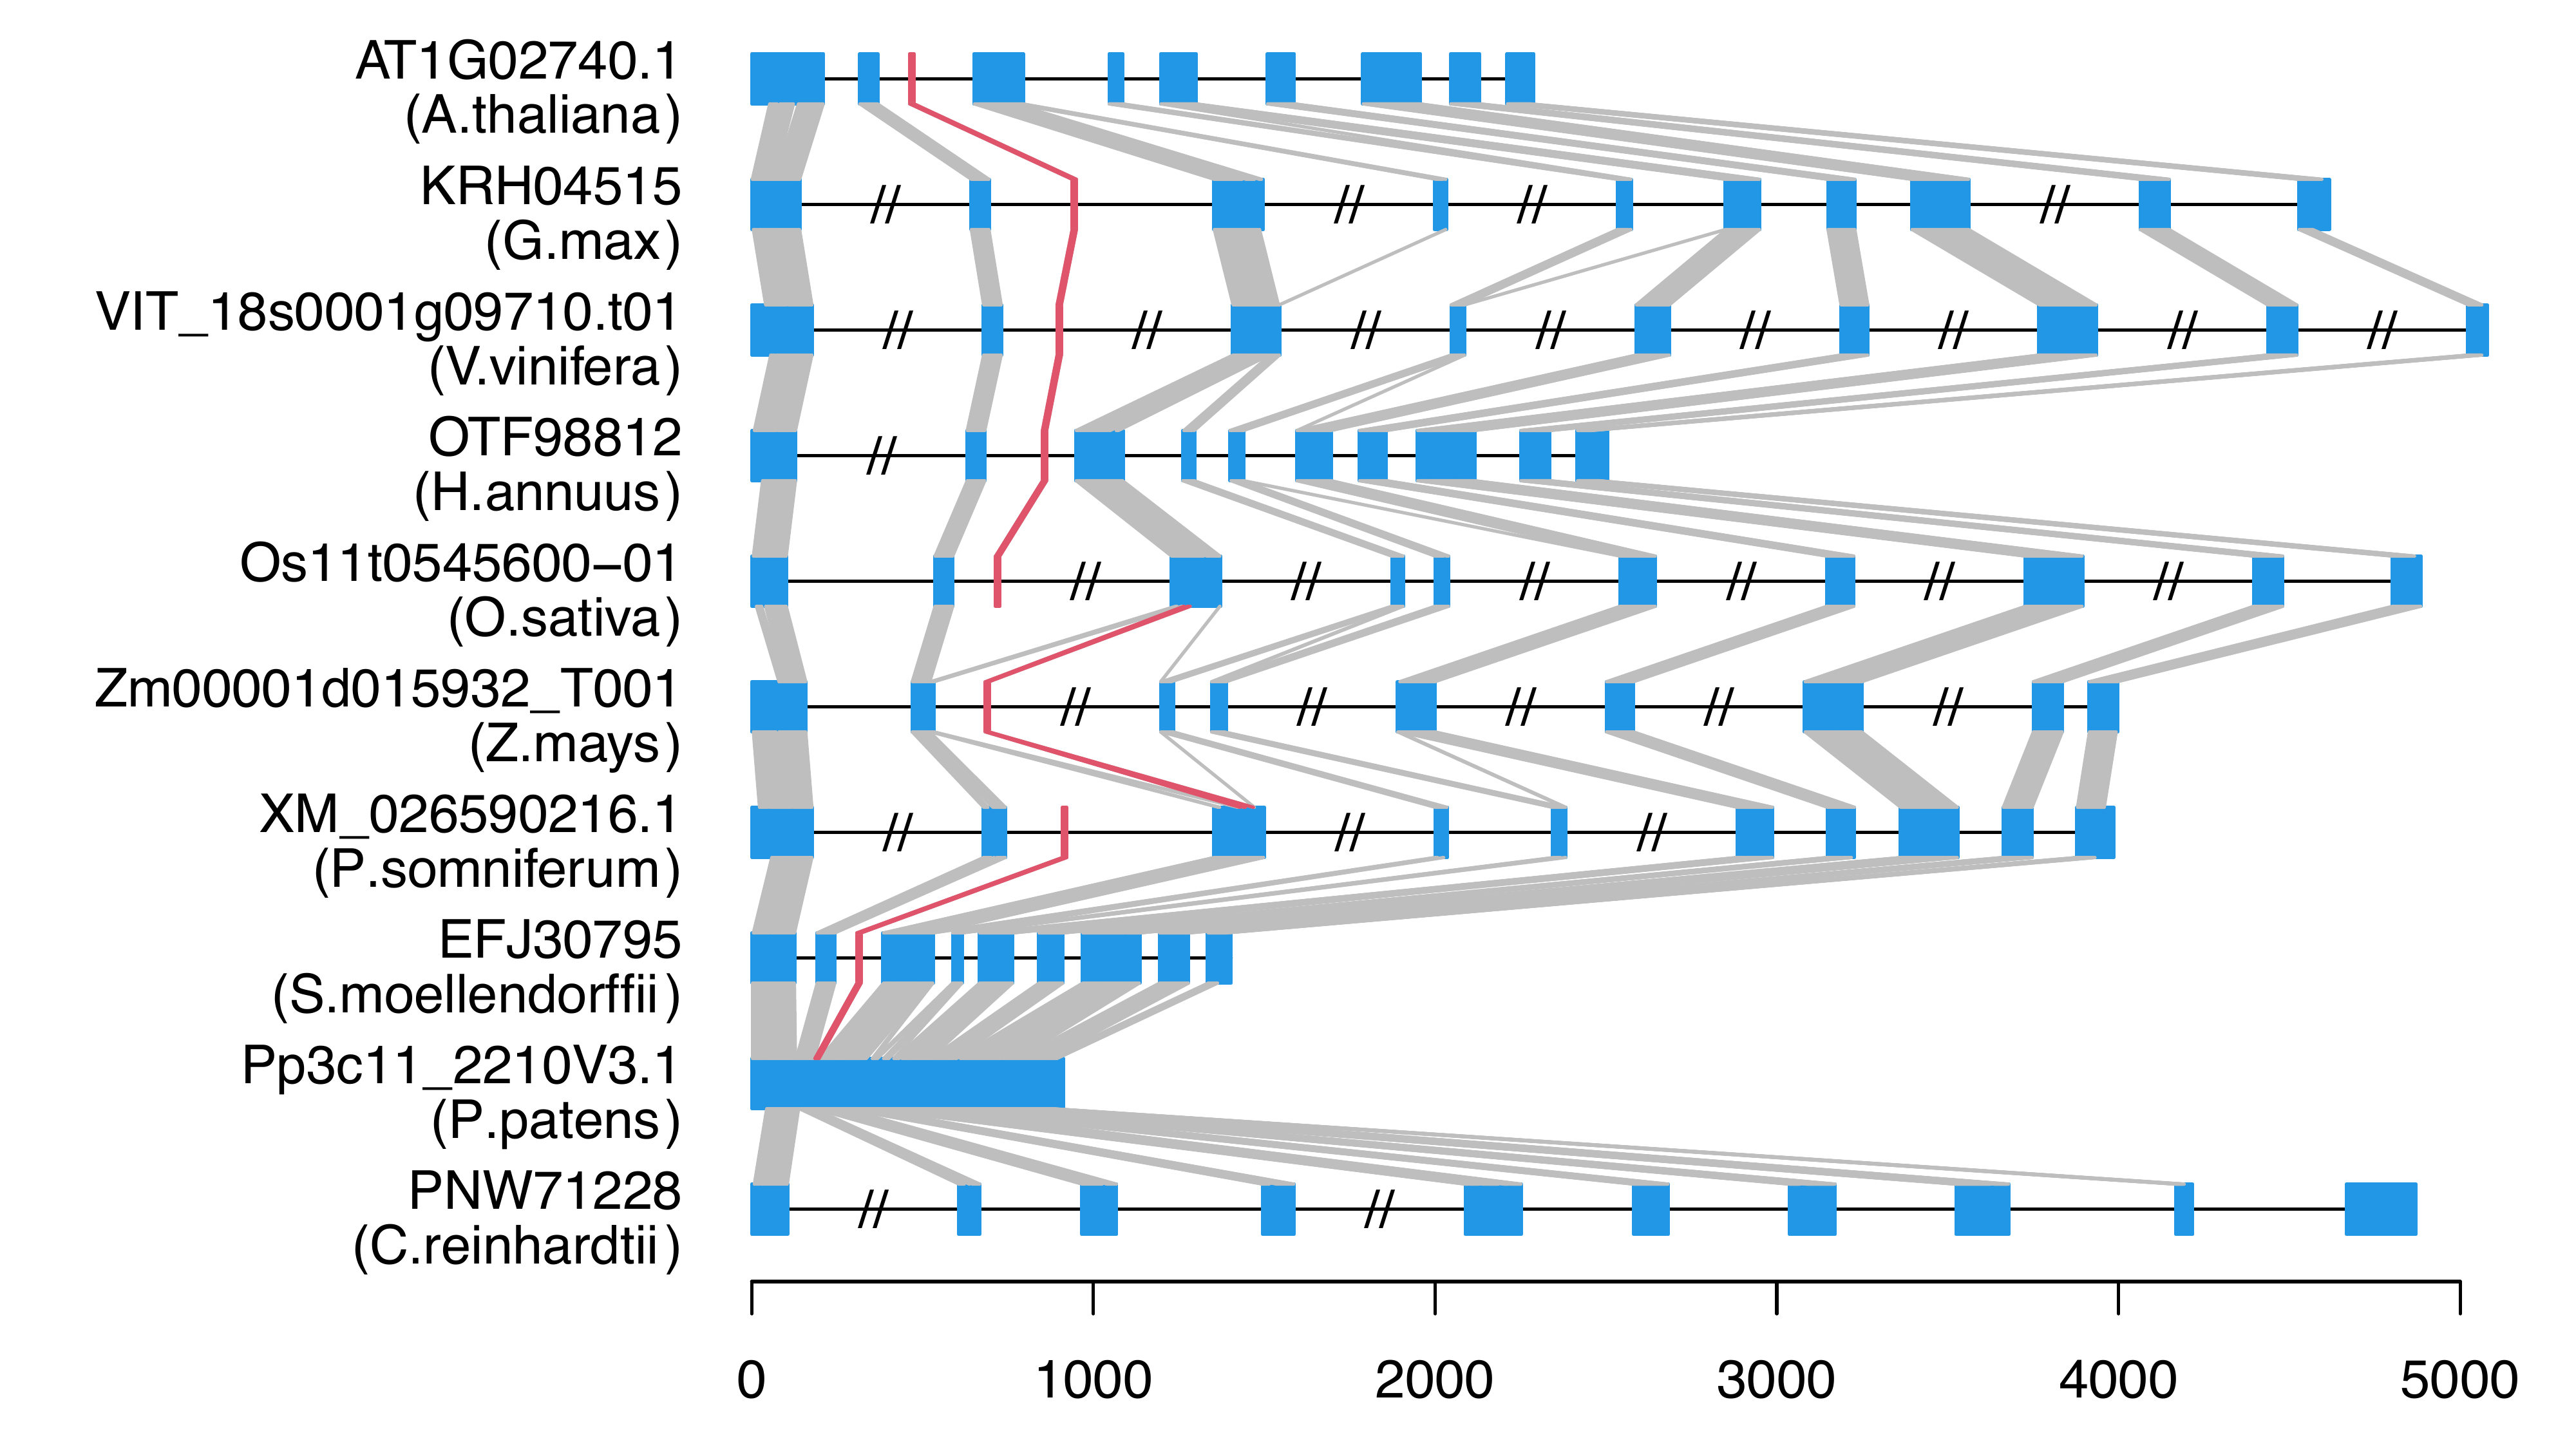 AT1G02740.1
(A.thaliana)
KRH04515
(G.max)
VIT_18s0001g09710.t01
(V.vinifera)
OTF98812
(H.annuus)
Os11t0545600−01
(O.sativa)
Zm00001d015932_T001
(Z.mays)
XM_026590216.1
(P.somniferum)
EFJ30795
(S.moellendorffii)
Pp3c11_2210V3.1
(P.patens)
PNW71228
(C.reinhardtii)
0 1000 2000 3000 4000 5000